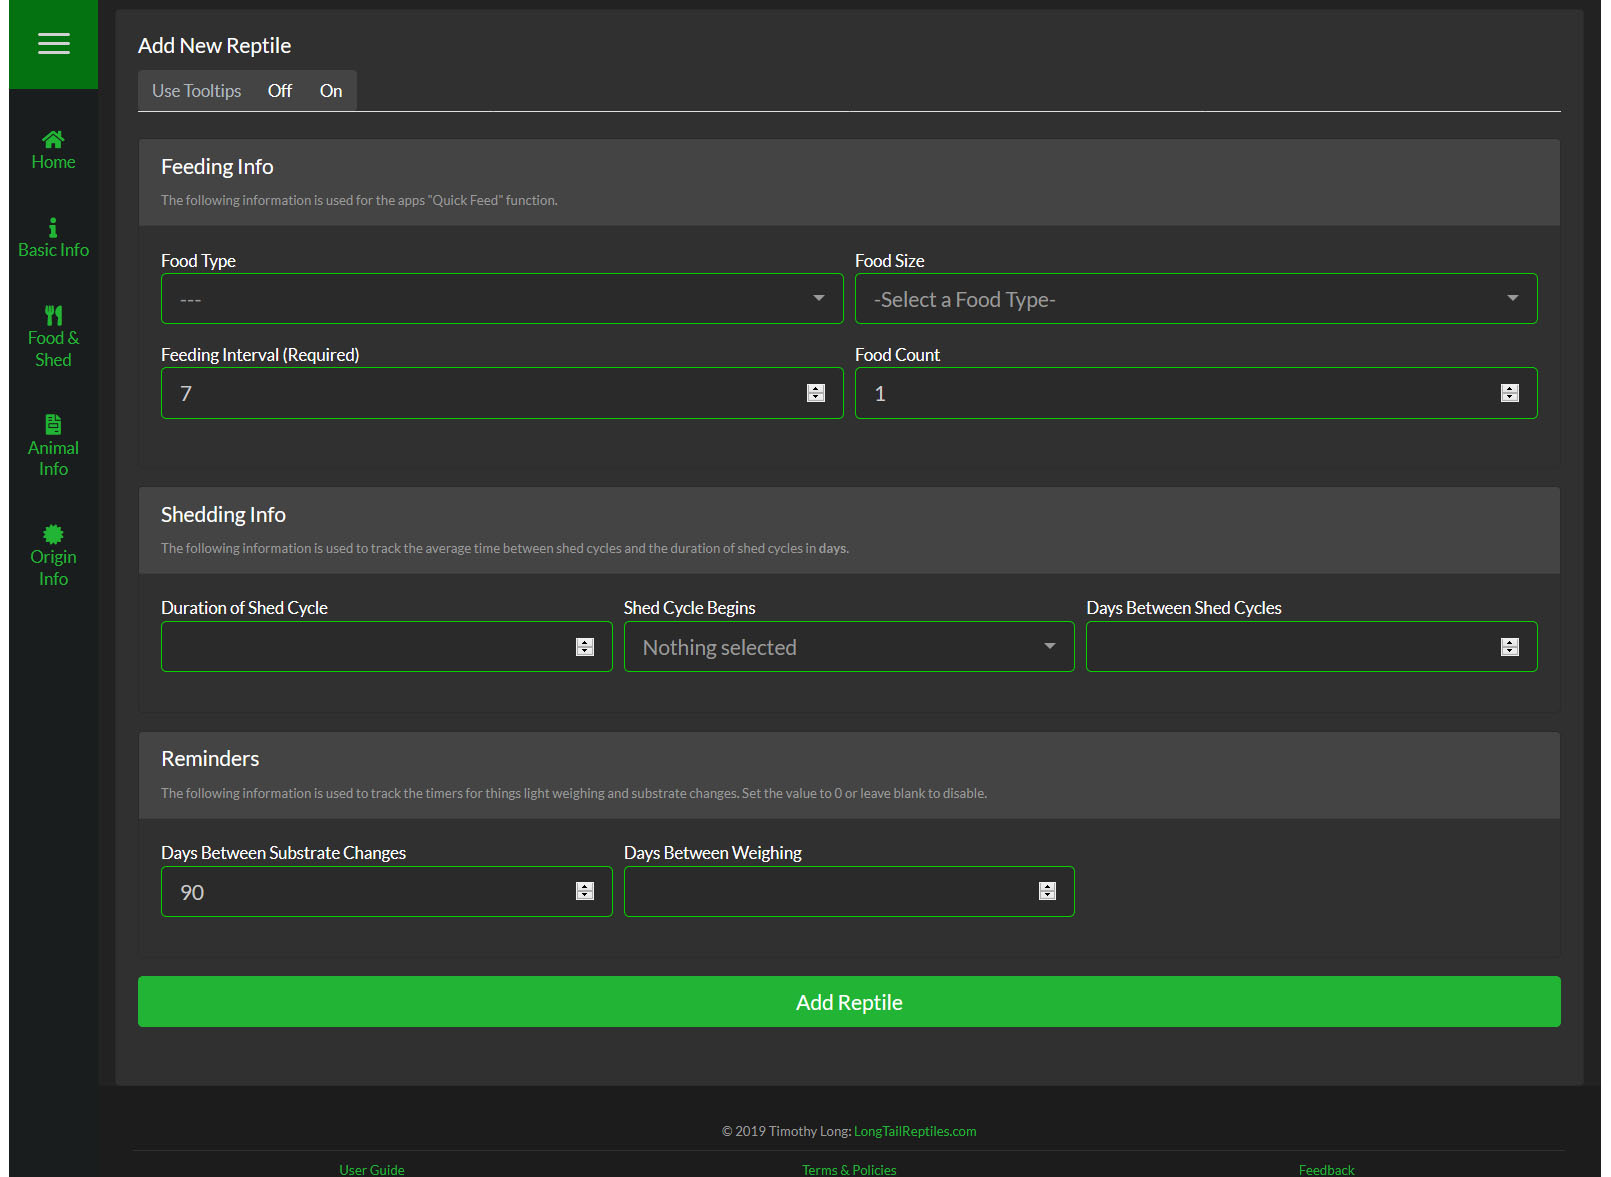 Add New Reptile
Use Tooltips Off On
Home
Basic Info
Food &
Shed
Animal
Info
Origin
Info
Feeding Info
The following information is used for the apps "Quick Feed" function.
Food Type Food Size
--- -Select a Food Type-
Feeding Interval (Required) Food Count
7 1
Shedding Info
The following information is used to track the average time between shed cycles and the duration of shed cycles in days.
Duration of Shed Cycle Shed Cycle Begins Days Between Shed Cycles
Nothing selected
Reminders
The following information is used to track the timers for things light weighing and substrate changes. Set the value to 0 or leave blank to disable.
Days Between Substrate Changes Days Between Weighing
90
Add Reptile
© 2019 Timothy Long: LongTailReptiles.com
User Guide Terms & Policies Feedback